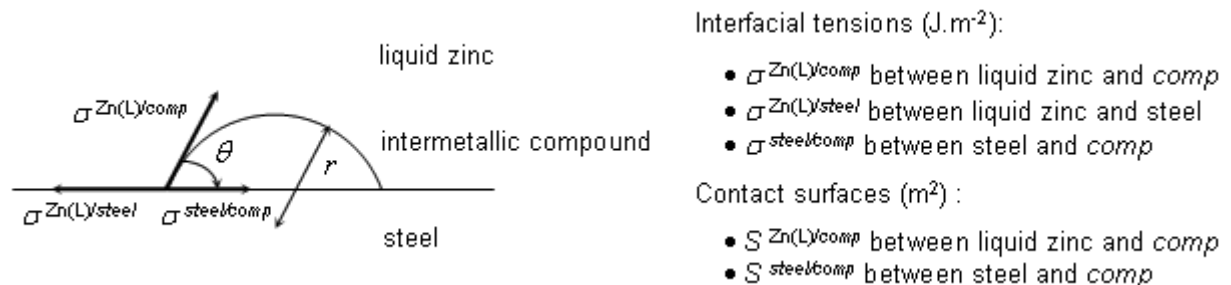 liquid zinc
σ^Zn(L)/comp
θ
r
intermetallic compound
σ^Zn(L)/steel σ^steel/comp
steel
Interfacial tensions (J.m⁻²):
• σ^Zn(L)/comp between liquid zinc and comp
• σ^Zn(L)/steel between liquid zinc and steel
• σ^steel/comp between steel and comp
Contact surfaces (m²) :
• S^Zn(L)/comp between liquid zinc and comp
• S^steel/comp between steel and comp